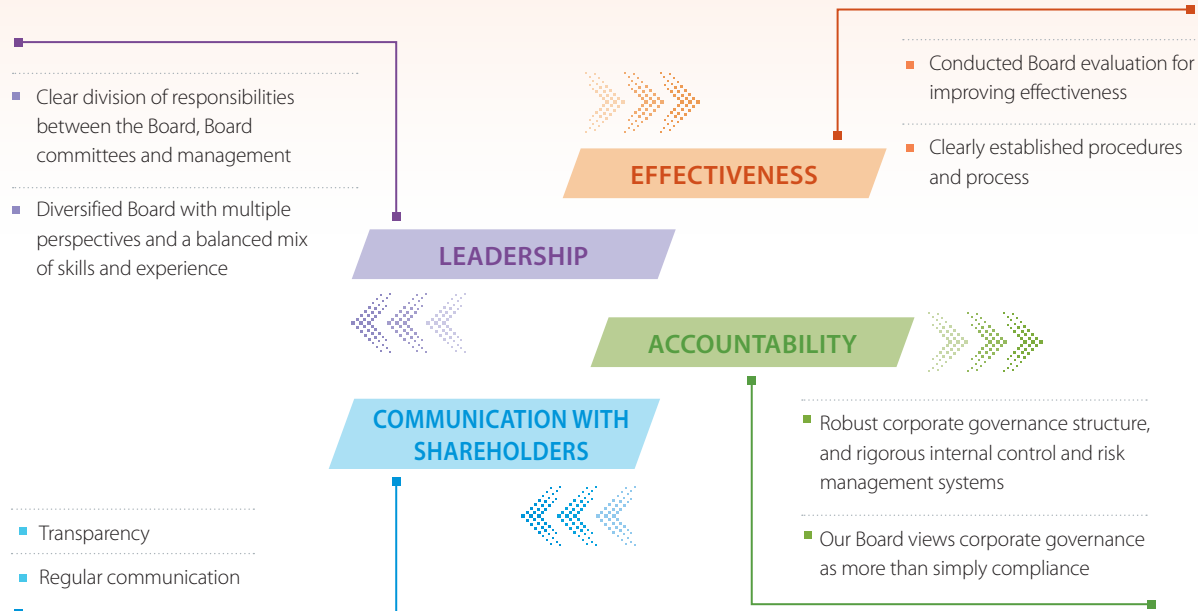 Clear division of responsibilities
between the Board, Board
committees and management
Diversified Board with multiple
perspectives and a balanced mix
of skills and experience
LEADERSHIP
EFFECTIVENESS
Conducted Board evaluation for
improving effectiveness
Clearly established procedures
and process
ACCOUNTABILITY
Robust corporate governance structure,
and rigorous internal control and risk
management systems
Our Board views corporate governance
as more than simply compliance
COMMUNICATION WITH
SHAREHOLDERS
Transparency
Regular communication